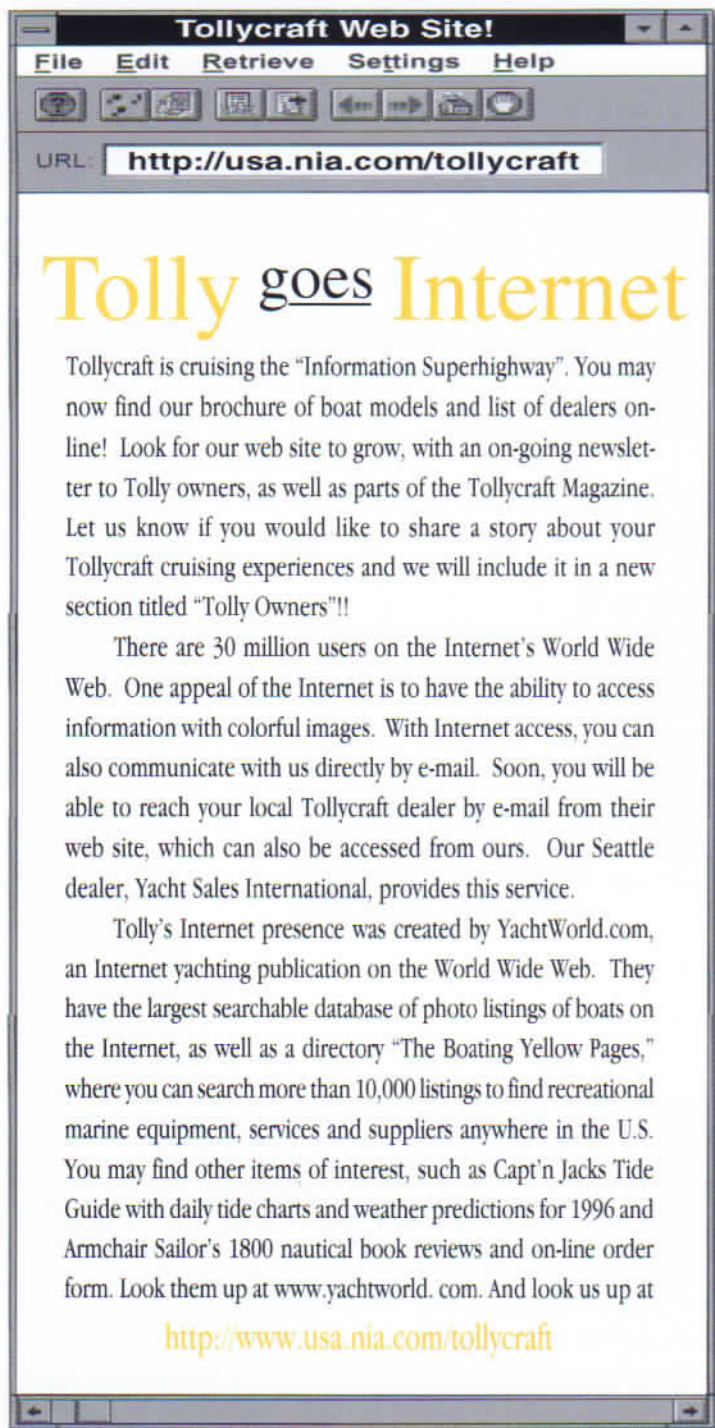 Tollycraft Web Site!
File Edit Retrieve Settings Help
URL: http://usa.nia.com/tollycraft
Tolly goes Internet
Tollycraft is cruising the “Information Superhighway”. You may
now find our brochure of boat models and list of dealers on-
line! Look for our web site to grow, with an on-going newslet-
ter to Tolly owners, as well as parts of the Tollycraft Magazine.
Let us know if you would like to share a story about your
Tollycraft cruising experiences and we will include it in a new
section titled “Tolly Owners”!!
There are 30 million users on the Internet's World Wide
Web. One appeal of the Internet is to have the ability to access
information with colorful images. With Internet access, you can
also communicate with us directly by e-mail. Soon, you will be
able to reach your local Tollycraft dealer by e-mail from their
web site, which can also be accessed from ours. Our Seattle
dealer, Yacht Sales International, provides this service.
Tolly's Internet presence was created by YachtWorld.com,
an Internet yachting publication on the World Wide Web. They
have the largest searchable database of photo listings of boats on
the Internet, as well as a directory “The Boating Yellow Pages,”
where you can search more than 10,000 listings to find recreational
marine equipment, services and suppliers anywhere in the U.S.
You may find other items of interest, such as Capt'n Jacks Tide
Guide with daily tide charts and weather predictions for 1996 and
Armchair Sailor's 1800 nautical book reviews and on-line order
form. Look them up at www.yachtworld. com. And look us up at
http://www.usa.nia.com/tollycraft